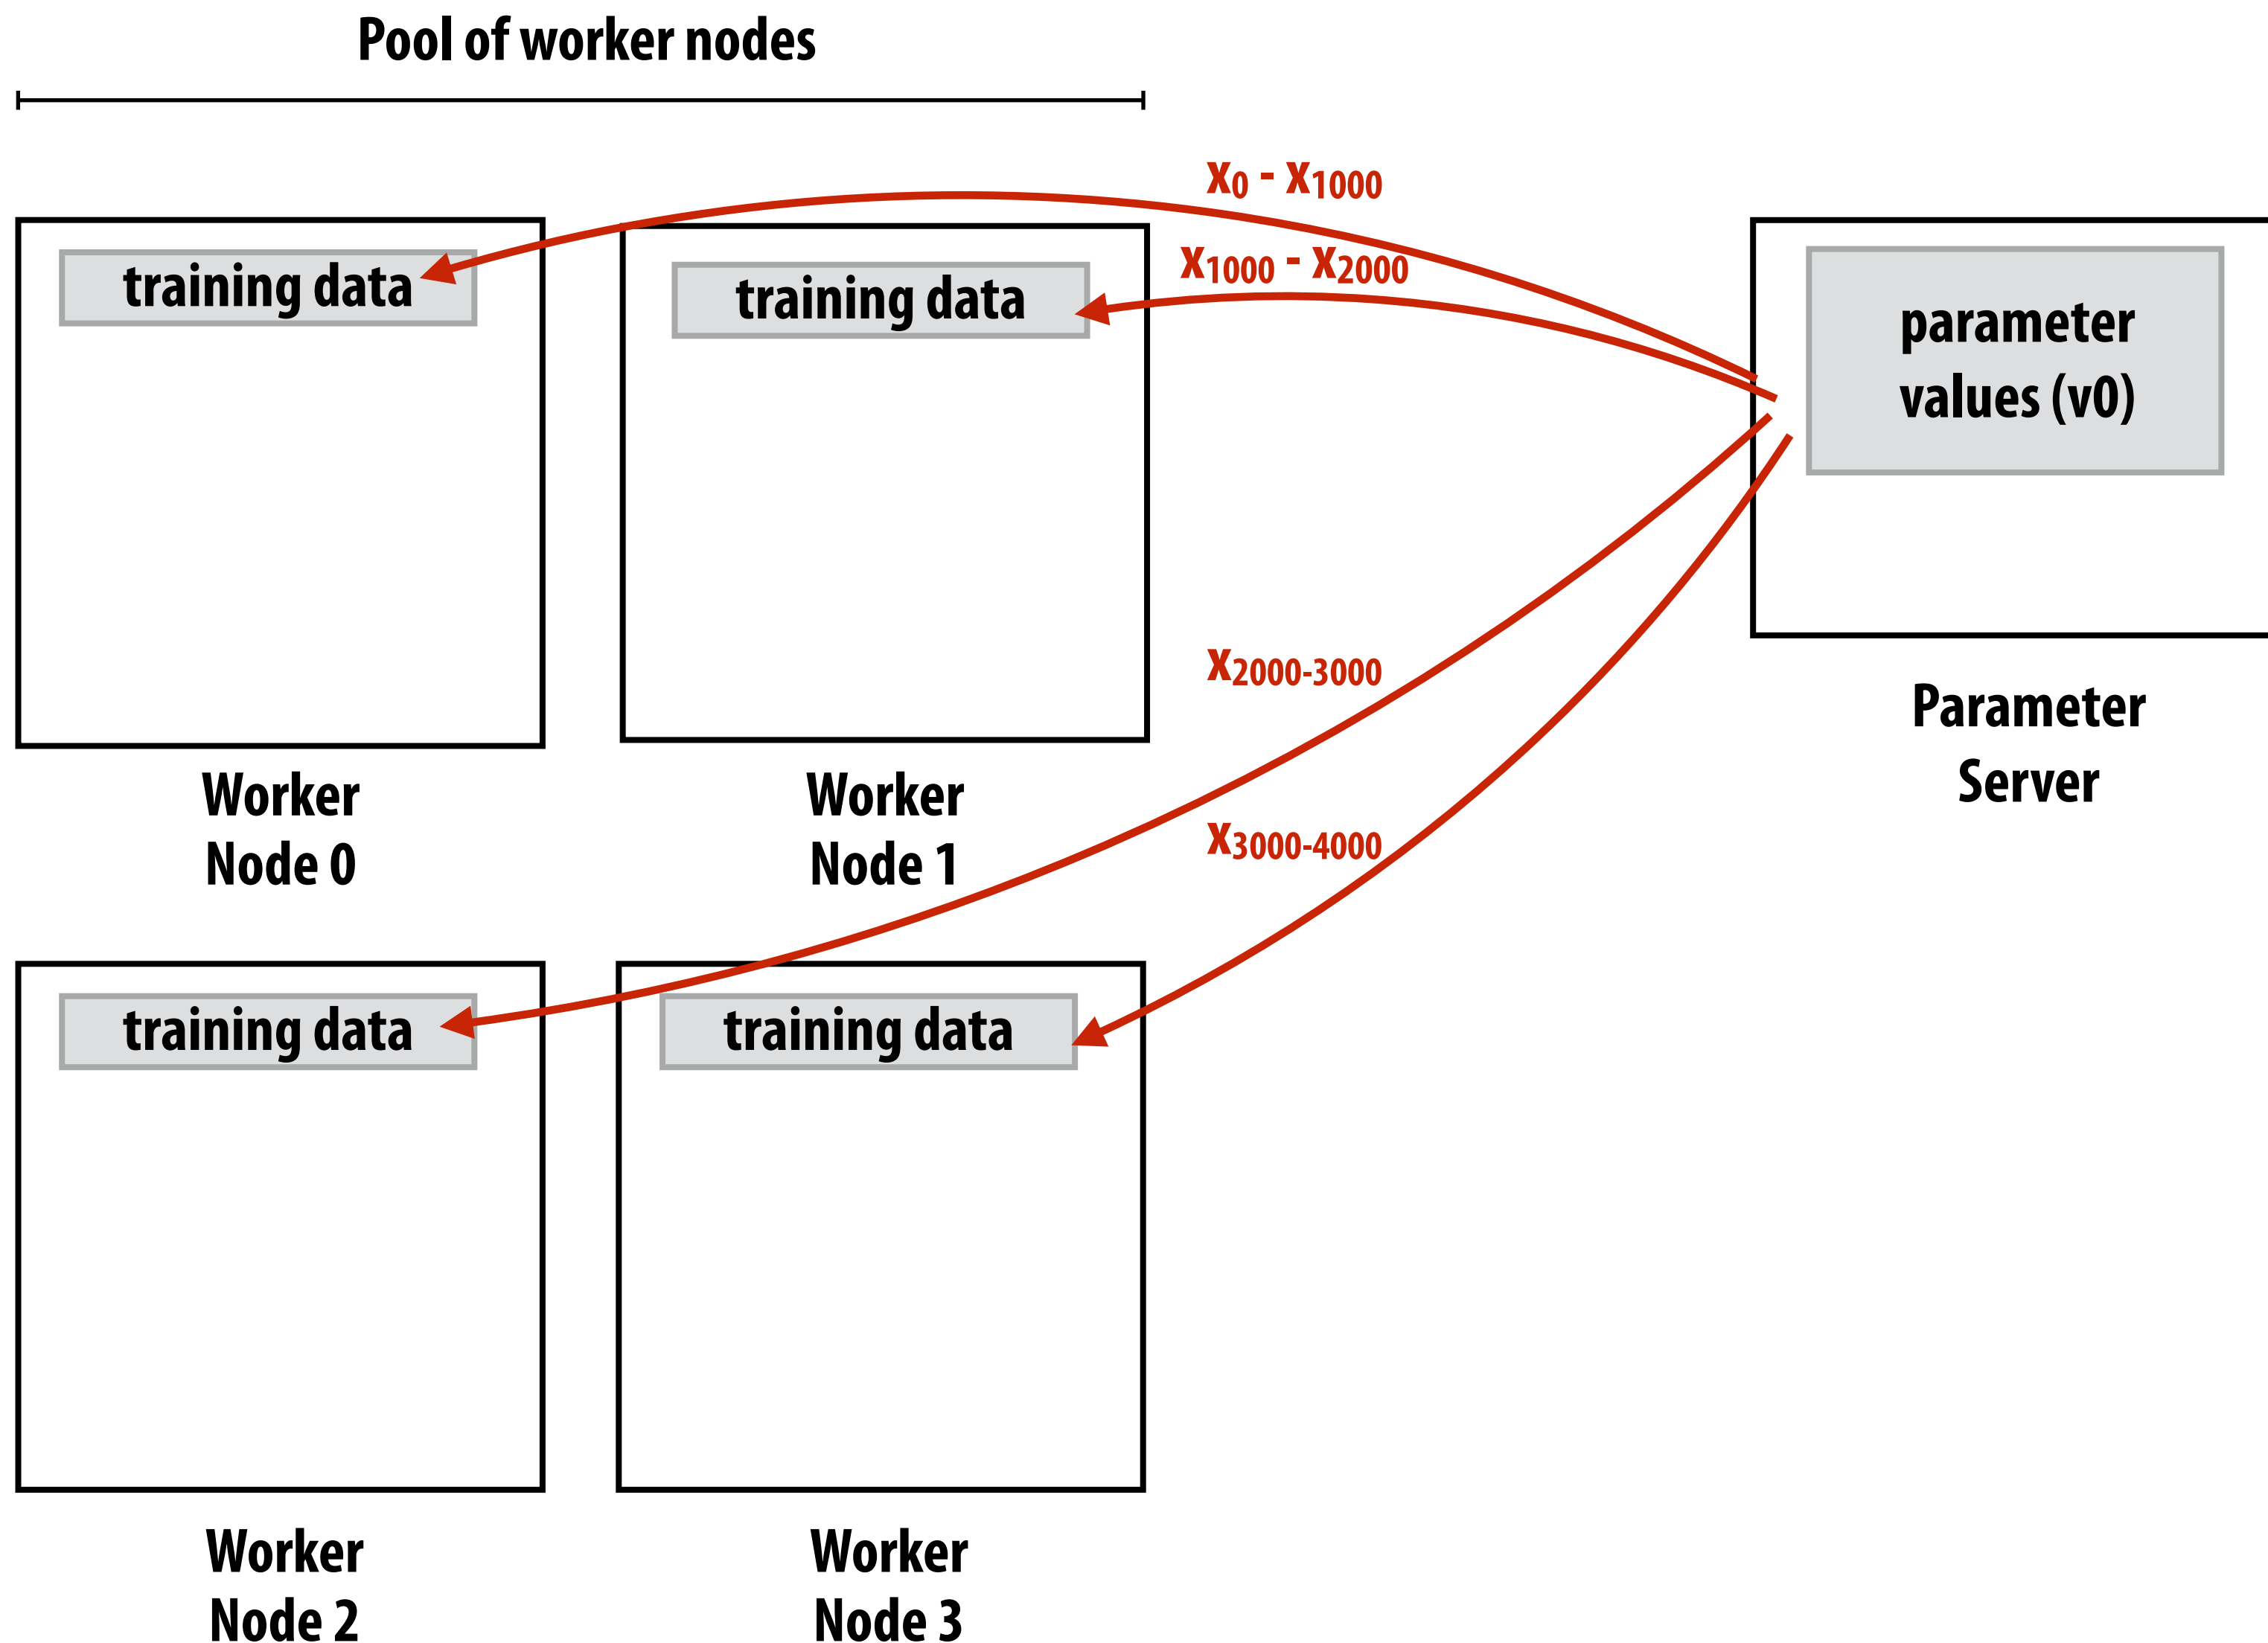 Pool of worker nodes
x0 - x1000
x1000 - x2000
training data
training data
parameter
values (v0)
x2000-3000
Parameter
Server
Worker
Node 0
Worker
Node 1
x3000-4000
training data
training data
Worker
Node 2
Worker
Node 3